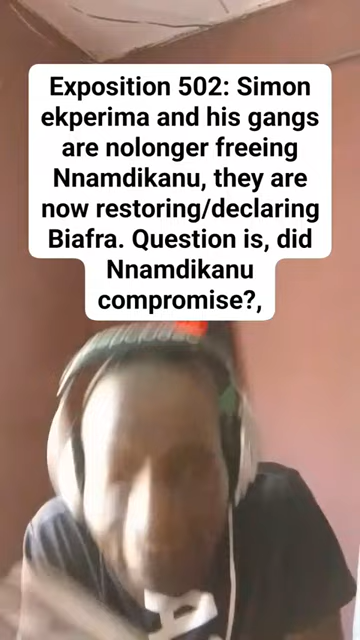 Exposition 502: Simon
ekperima and his gangs
are nolonger freeing
Nnamdikanu, they are
now restoring/declaring
Biafra. Question is, did
Nnamdikanu
compromise?,